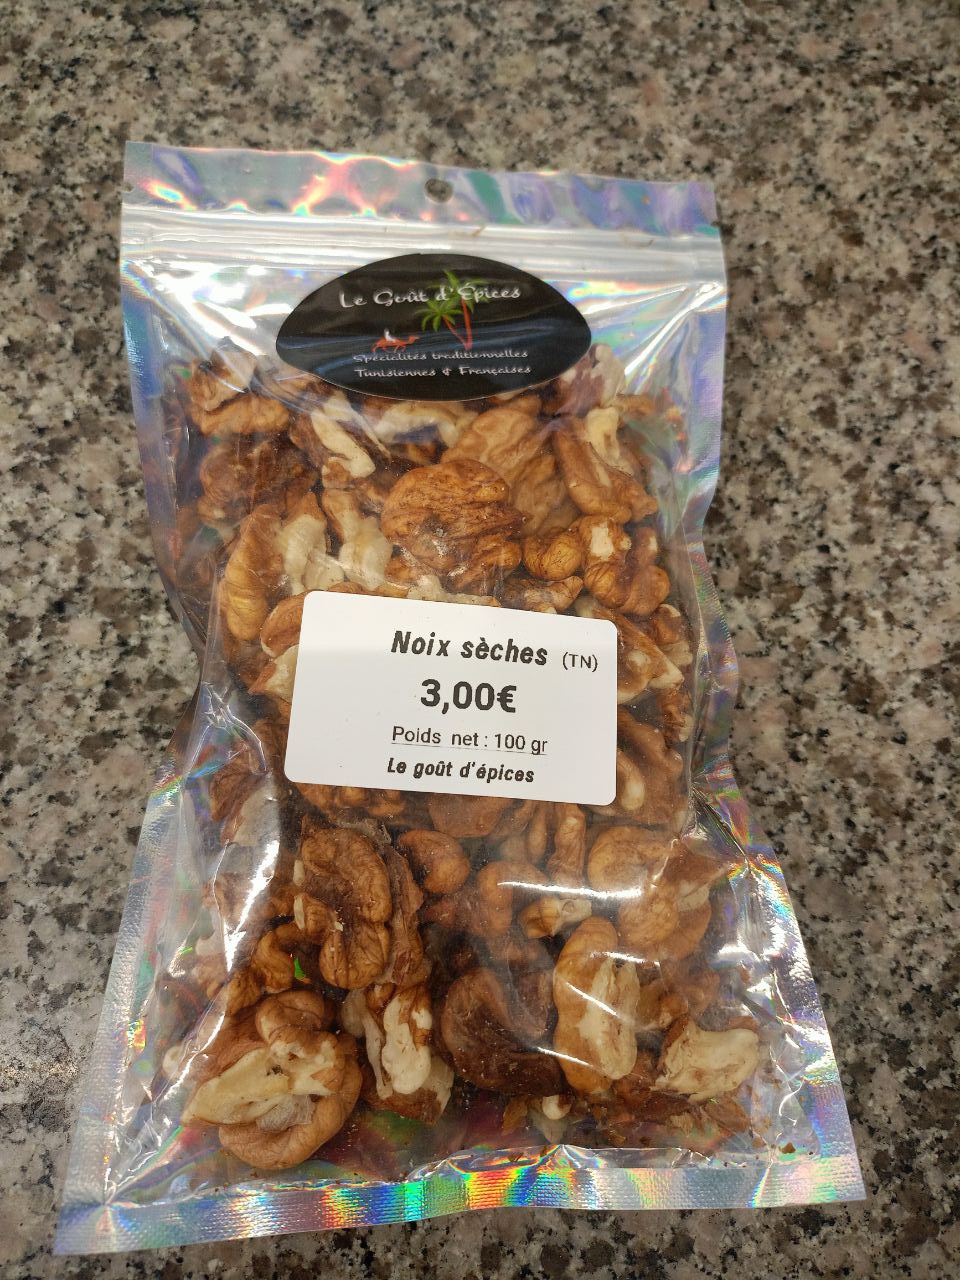 Le Goût d'Épices
Spécialités traditionnelles
Tunisiennes & Françaises
Noix sèches (TN)
3,00€
Poids net : 100 gr
Le goût d'épices